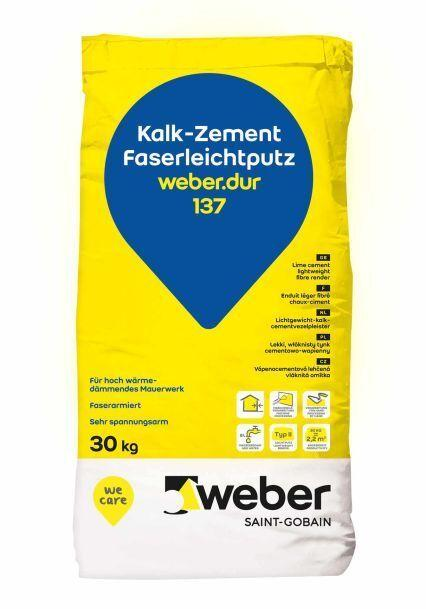 Kalk-Zement
Faserleichtputz
weber.dur
137
GB
Lime cement
lightweight
fibre render
F
Enduit léger fibré
chaux-ciment
NL
Lichtgewicht-kalk-
cementvezelpleister
PL
Lekki, włóknisty tynk
cementowo-wapienny
CZ
Vápenocementová lehčená
vláknitá omítka
Für hoch wärme-
dämmendes Mauerwerk
Faserarmiert
Sehr spannungsarm
30 kg
Typ II
30 KG
2,2 m²
we
care
weber
SAINT-GOBAIN